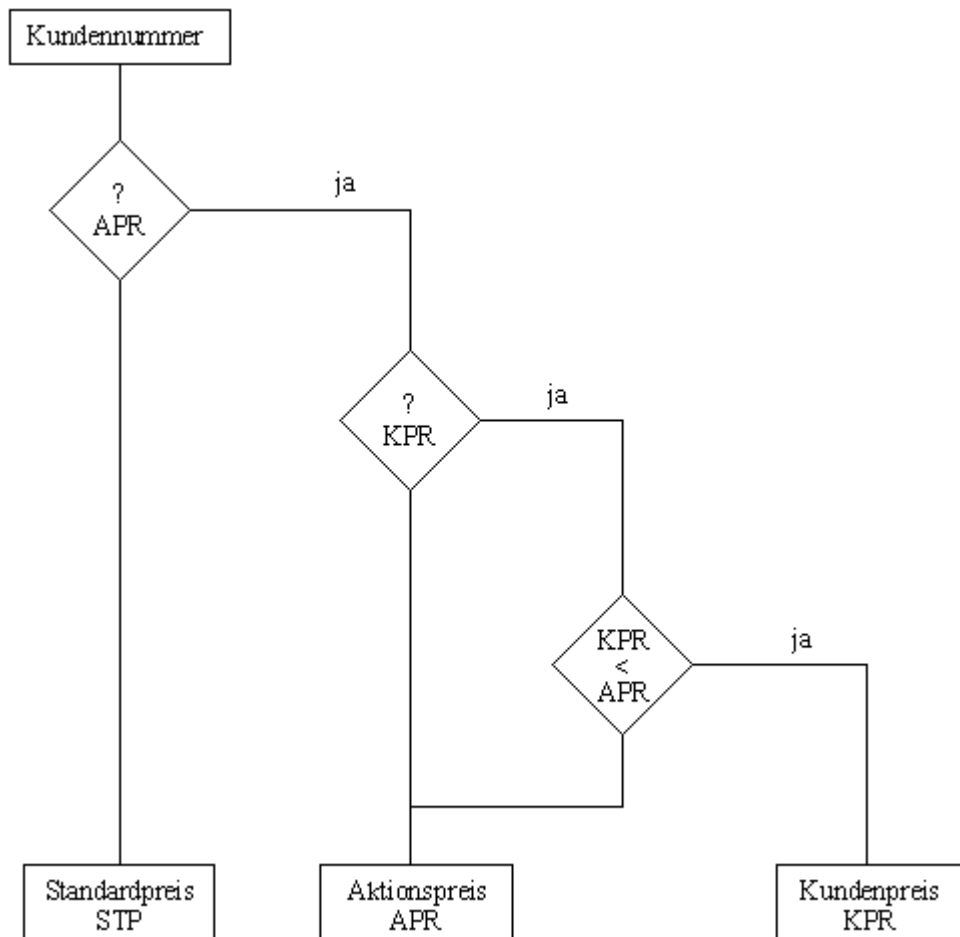 Kundennummer
?
APR
ja
?
KPR
ja
KPR
<
APR
ja
Standardpreis
STP
Aktionspreis
APR
Kundenpreis
KPR